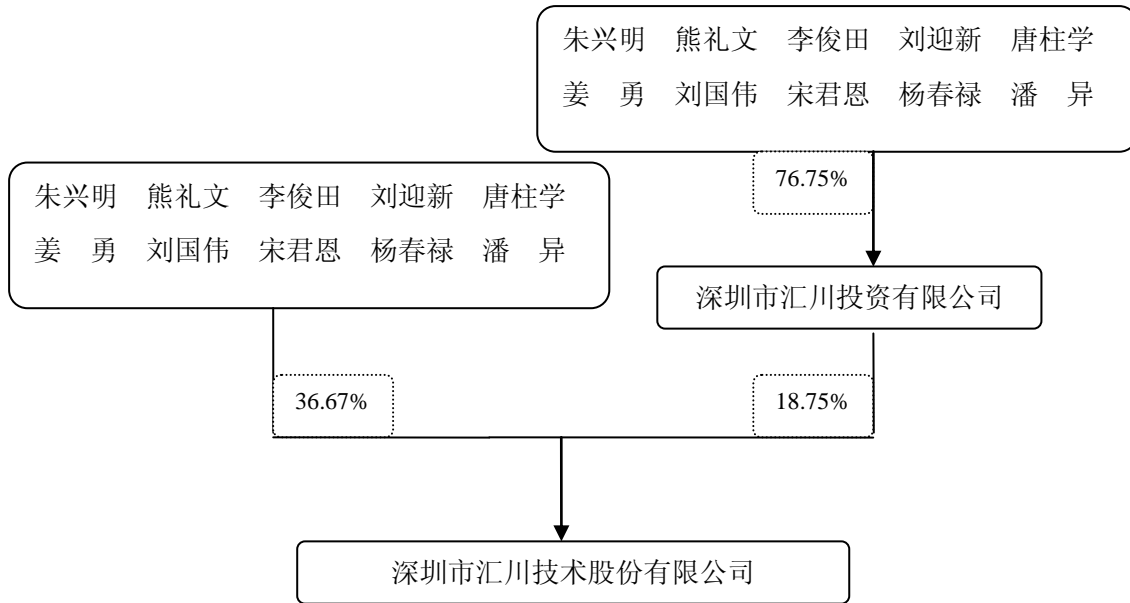 朱兴明 熊礼文 李俊田 刘迎新 唐柱学
姜 勇 刘国伟 宋君恩 杨春禄 潘 异
76.75%
朱兴明 熊礼文 李俊田 刘迎新 唐柱学
姜 勇 刘国伟 宋君恩 杨春禄 潘 异
深圳市汇川投资有限公司
36.67%
18.75%
深圳市汇川技术股份有限公司